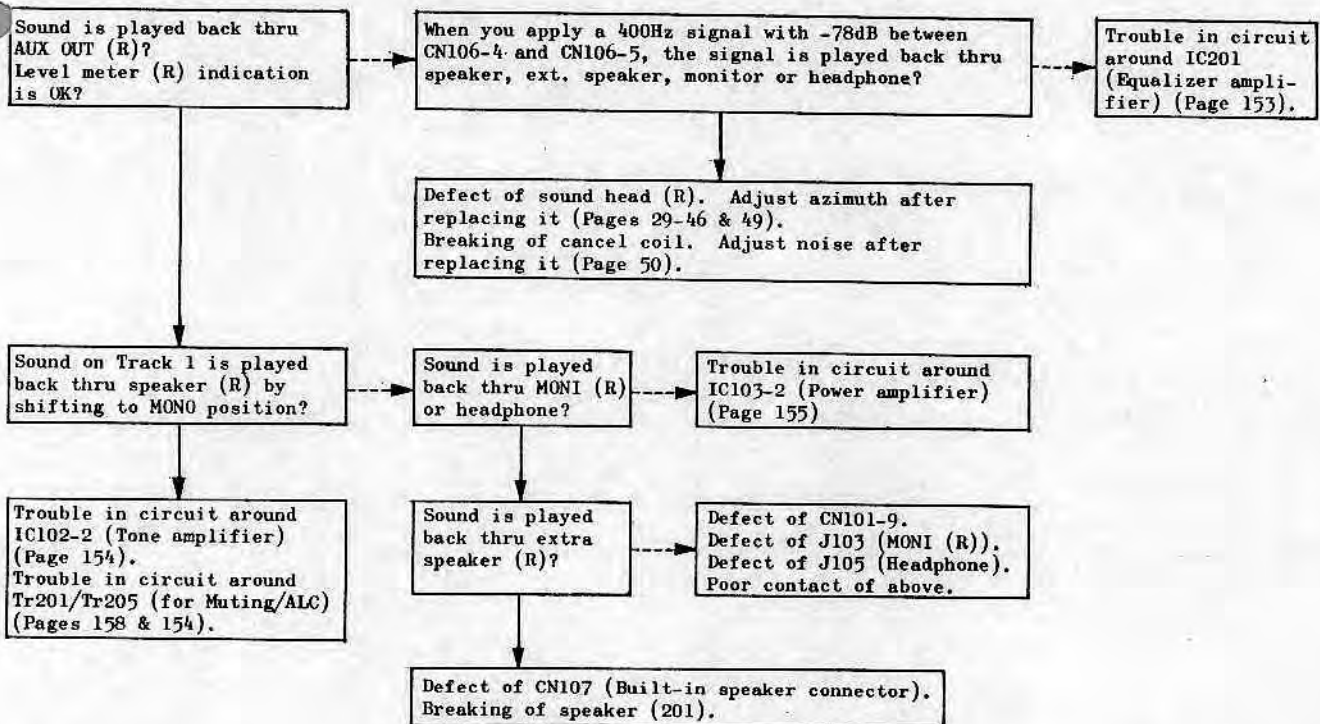 Sound is played back thru
AUX OUT (R)?
Level meter (R) indication
is OK?
When you apply a 400Hz signal with -78dB between
CN106-4 and CN106-5, the signal is played back thru
speaker, ext. speaker, monitor or headphone?
Trouble in circuit
around IC201
(Equalizer ampli-
fier) (Page 153).
Defect of sound head (R). Adjust azimuth after
replacing it (Pages 29-46 & 49).
Breaking of cancel coil. Adjust noise after
replacing it (Page 50).
Sound on Track 1 is played
back thru speaker (R) by
shifting to MONO position?
Sound is played
back thru MONI (R)
or headphone?
Trouble in circuit around
IC103-2 (Power amplifier)
(Page 155)
Trouble in circuit around
IC102-2 (Tone amplifier)
(Page 154).
Trouble in circuit around
Tr201/Tr205 (for Muting/ALC)
(Pages 158 & 154).
Sound is played
back thru extra
speaker (R)?
Defect of CN101-9.
Defect of J103 (MONI (R)).
Defect of J105 (Headphone).
Poor contact of above.
Defect of CN107 (Built-in speaker connector).
Breaking of speaker (201).